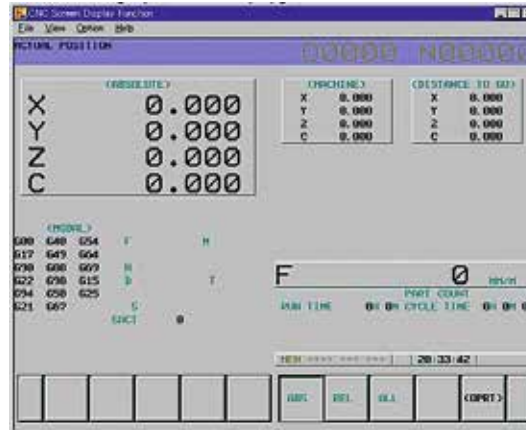 CNC Screen Display Function
File View Option Help
ACTUAL POSITION O0000 N00000
(ABSOLUTE) (MACHINE) (DISTANCE TO GO)
X 0.000 X 0.000 X 0.000
Y 0.000 Y 0.000 Y 0.000
Z 0.000 Z 0.000 Z 0.000
C 0.000 C 0.000 C 0.000
(MODAL)
G00 G40 G54 F M
G17 G49 G64
G90 G80 G69 H
G22 G98 G15 D T
G94 G50 G25
G21 G67 S
SACT 0
F 0 MM/M
PART COUNT
RUN TIME 0H 0M CYCLE TIME 0H 0M 0
MEM **** *** *** 20:33:42
ABS REL ALL (OPRT)